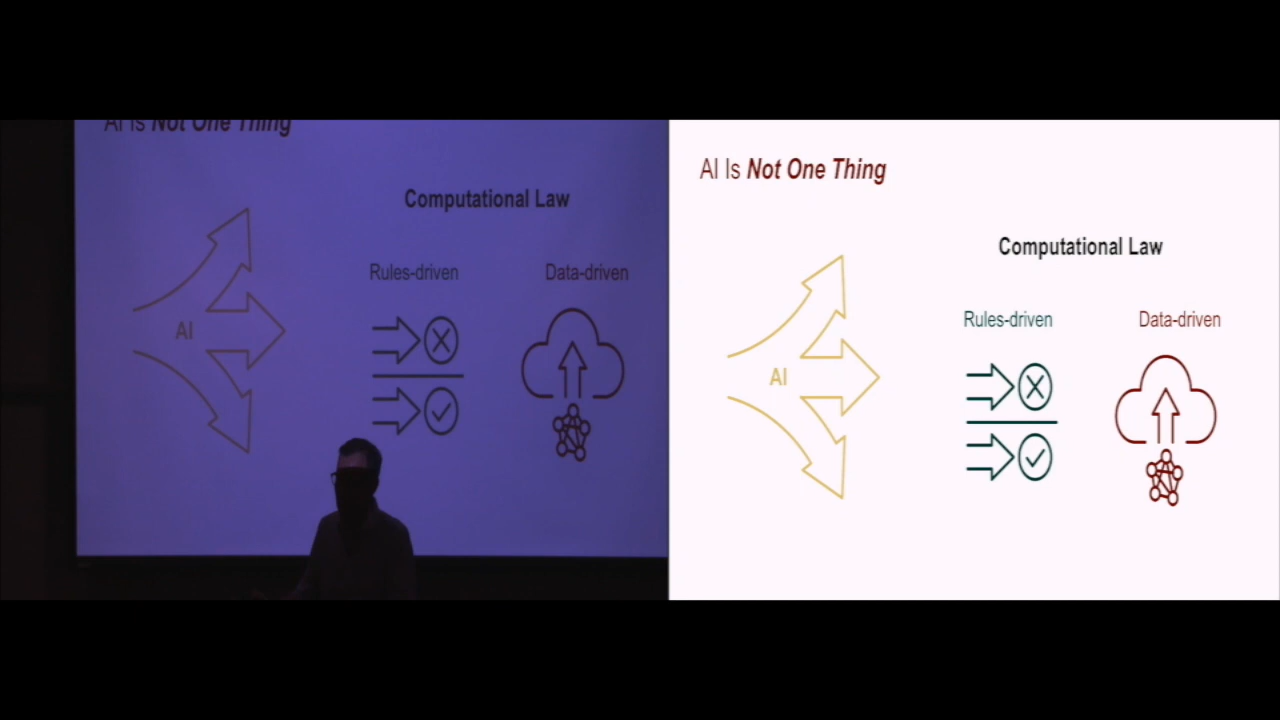 AI Is Not One Thing
Computational Law
Rules-driven Data-driven
AI
AI Is Not One Thing
Computational Law
Rules-driven Data-driven
AI